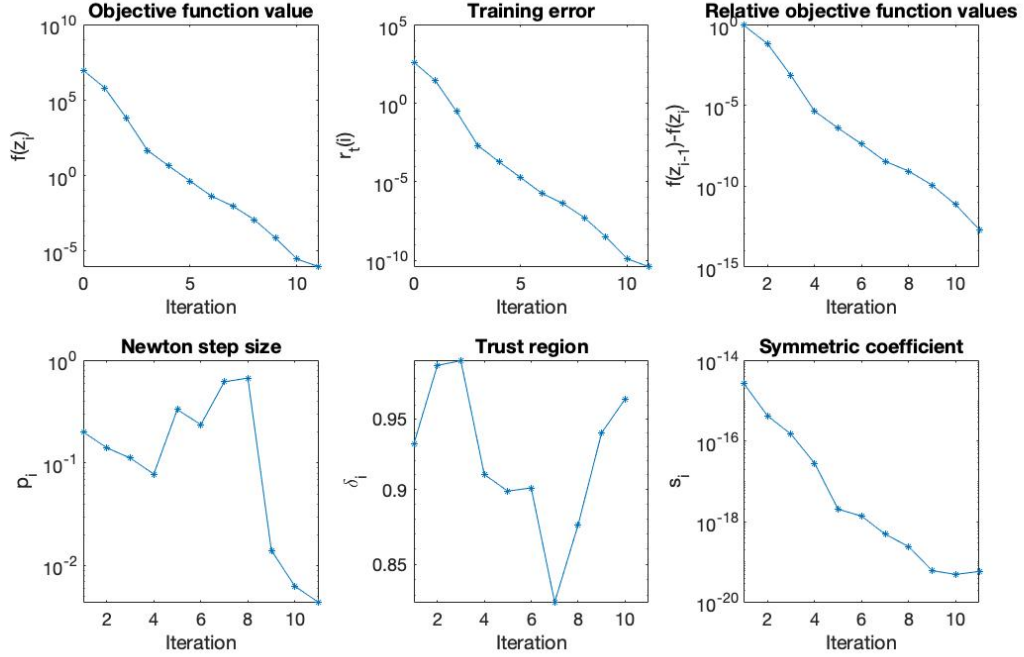 Objective function value
10^10
10^5
10^0
10^-5
f(z_i)
0 5 10
Iteration
Training error
10^5
10^0
10^-5
10^-10
r_t(i)
0 5 10
Iteration
Relative objective function values
10^0
10^-5
10^-10
10^-15
f(z_{i-1})-f(z_i)
2 4 6 8 10
Iteration
Newton step size
10^0
10^-1
10^-2
p_i
2 4 6 8 10
Iteration
Trust region
0.95
0.9
0.85
δ_i
2 4 6 8 10
Iteration
Symmetric coefficient
10^-14
10^-16
10^-18
10^-20
s_i
2 4 6 8 10
Iteration